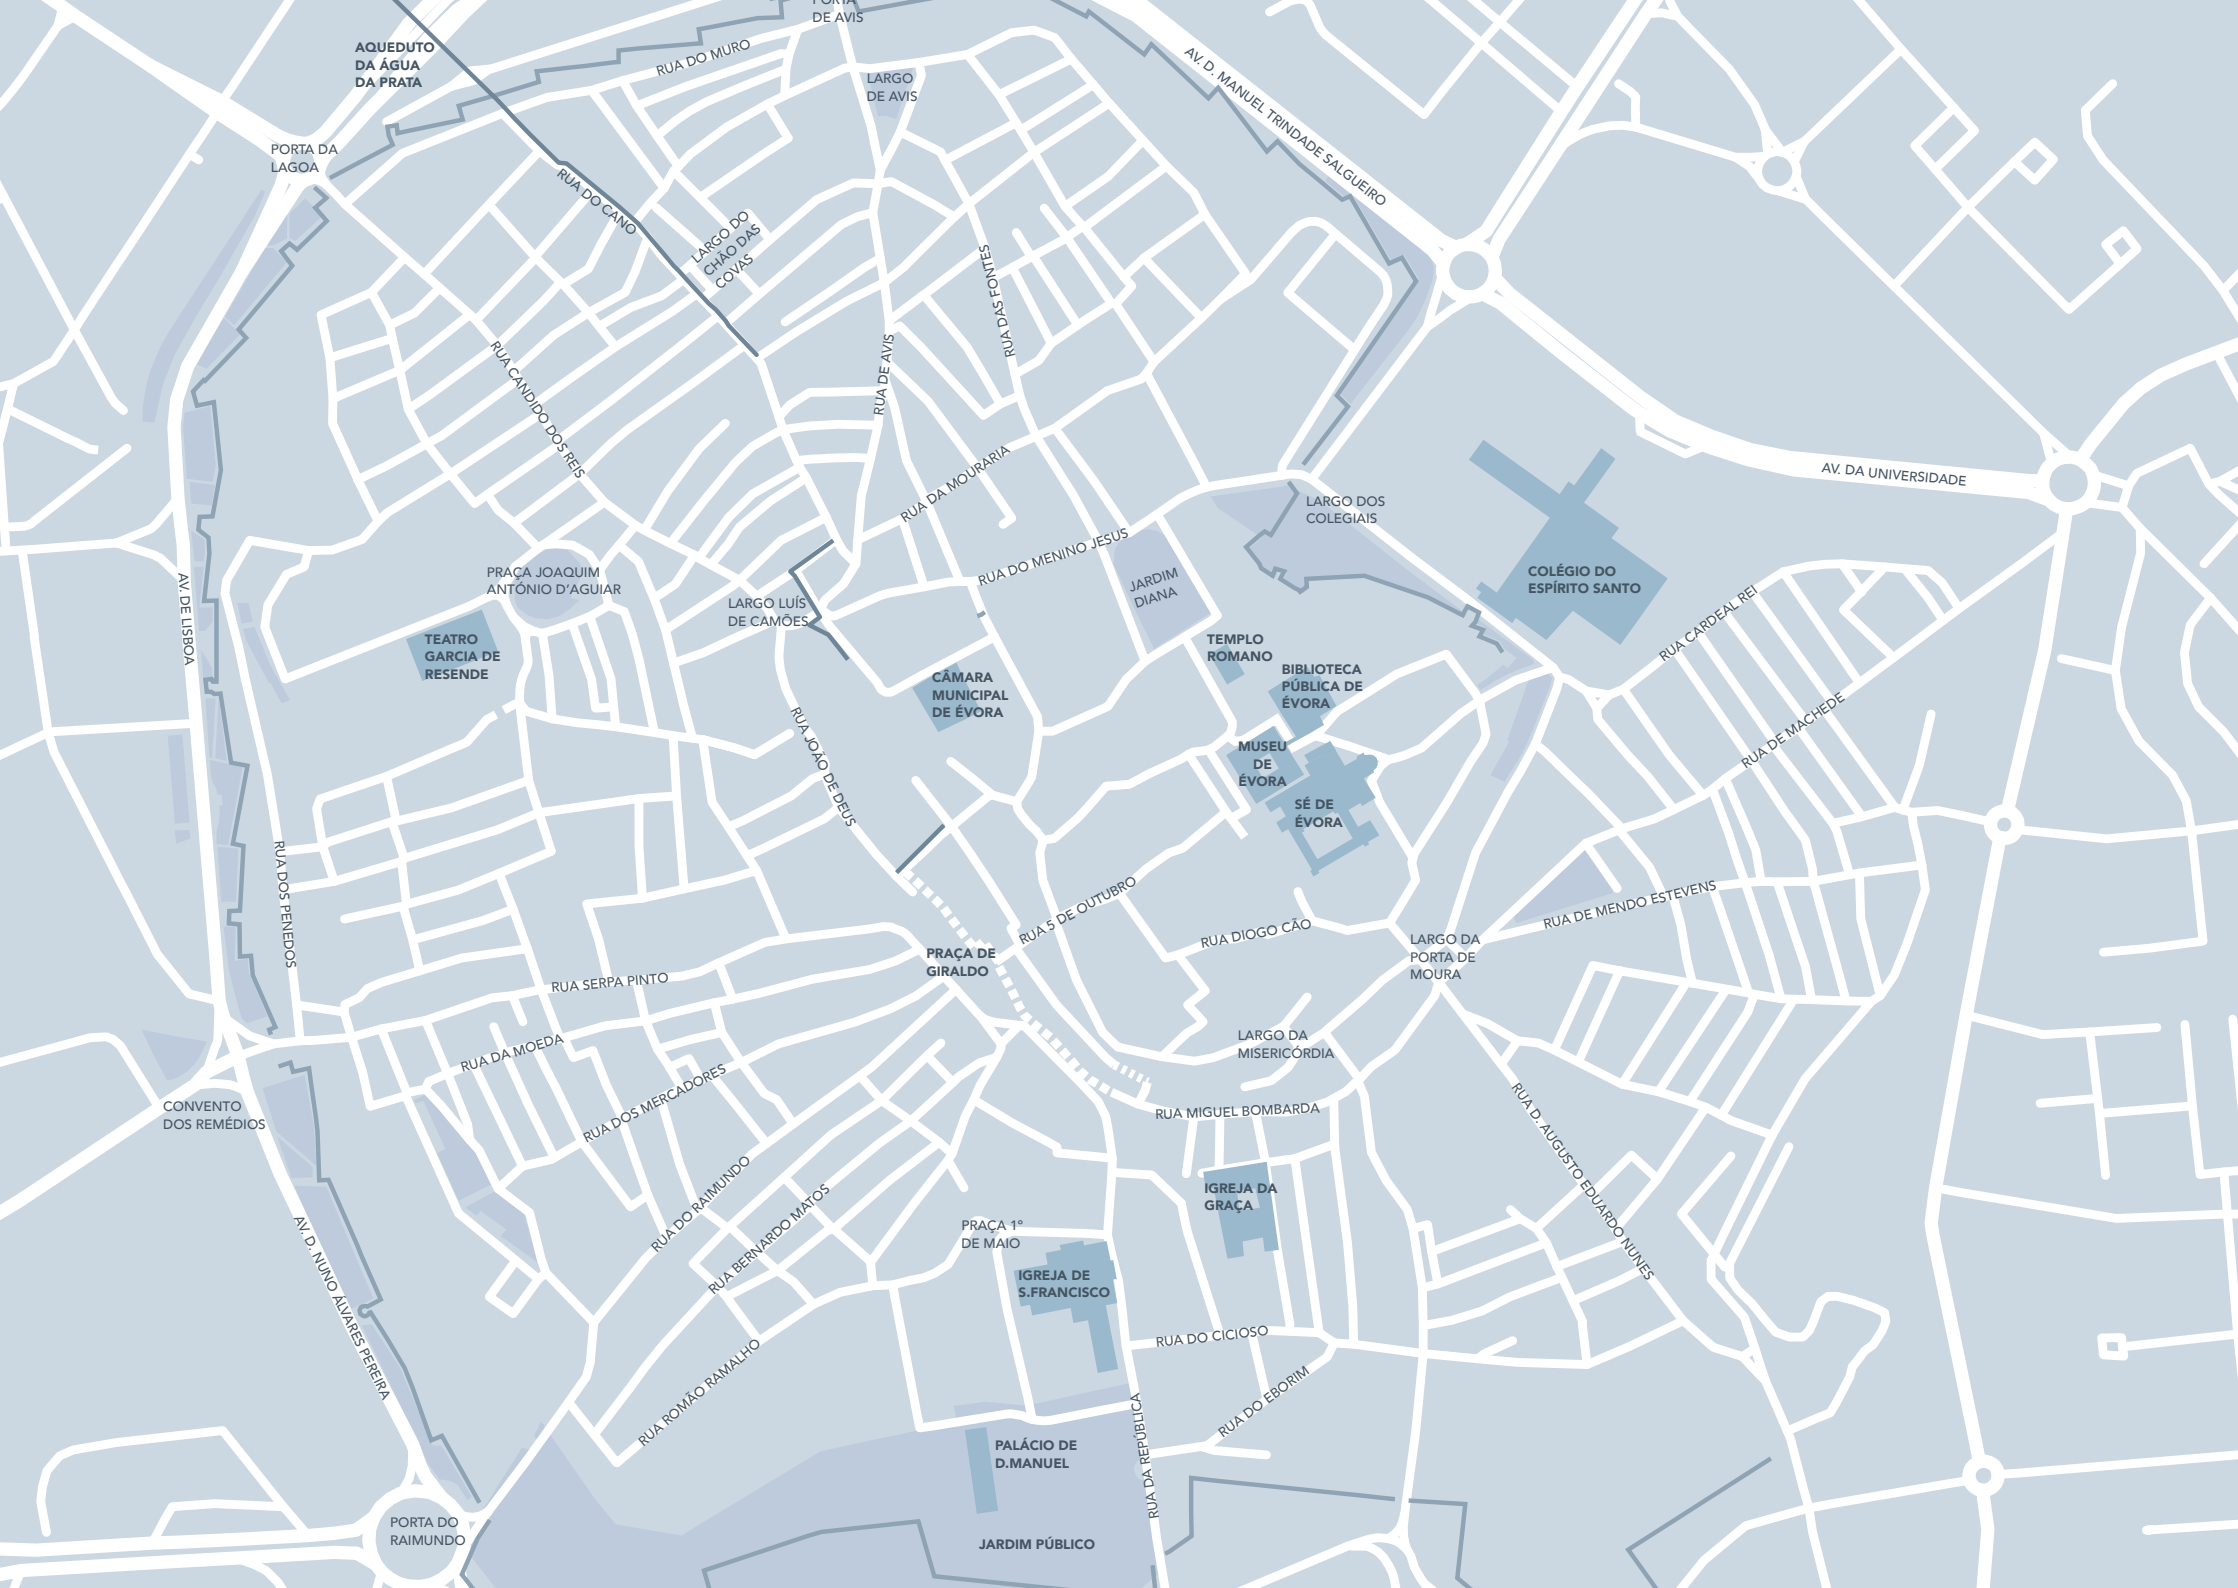 PORTA
DE AVIS
AQUEDUTO
DA ÁGUA
DA PRATA
RUA DO MURO
LARGO
DE AVIS
AV. D. MANUEL TRINDADE SALGUEIRO
PORTA DA
LAGOA
RUA DO CANO
LARGO DO
CHÃO DAS
COVAS
RUA DAS FONTES
RUA CANDIDO DOS REIS
RUA DE AVIS
RUA DA MOURARIA
AV. DA UNIVERSIDADE
LARGO DOS
COLEGIAIS
RUA DO MENINO JESUS
PRAÇA JOAQUIM
ANTÓNIO D'AGUIAR
JARDIM
DIANA
COLÉGIO DO
ESPÍRITO SANTO
AV. DE LISBOA
LARGO LUÍS
DE CAMÕES
RUA CARDEAL REI
TEATRO
GARCIA DE
RESENDE
TEMPLO
ROMANO
CÂMARA
MUNICIPAL
DE ÉVORA
BIBLIOTECA
PÚBLICA DE
ÉVORA
RUA DE MACHEDE
RUA JOÃO DE DEUS
MUSEU
DE
ÉVORA
SÉ DE
ÉVORA
RUA DOS PENEDOS
RUA 5 DE OUTUBRO
RUA DE MENDO ESTEVENS
RUA DIOGO CÃO
PRAÇA DE
GIRALDO
LARGO DA
PORTA DE
MOURA
RUA SERPA PINTO
RUA DA MOEDA
LARGO DA
MISERICÓRDIA
RUA DOS MERCADORES
CONVENTO
DOS REMÉDIOS
RUA MIGUEL BOMBARDA
RUA D. AUGUSTO EDUARDO NUNES
RUA DO RAIMUNDO
RUA BERNARDO MATOS
IGREJA DA
GRAÇA
PRAÇA 1º
DE MAIO
AV. D. NUNO ÁLVARES PEREIRA
IGREJA DE
S.FRANCISCO
RUA DO CICIOSO
RUA ROMÃO RAMALHO
RUA DO EBORIM
RUA DA REPÚBLICA
PALÁCIO DE
D.MANUEL
PORTA DO
RAIMUNDO
JARDIM PÚBLICO